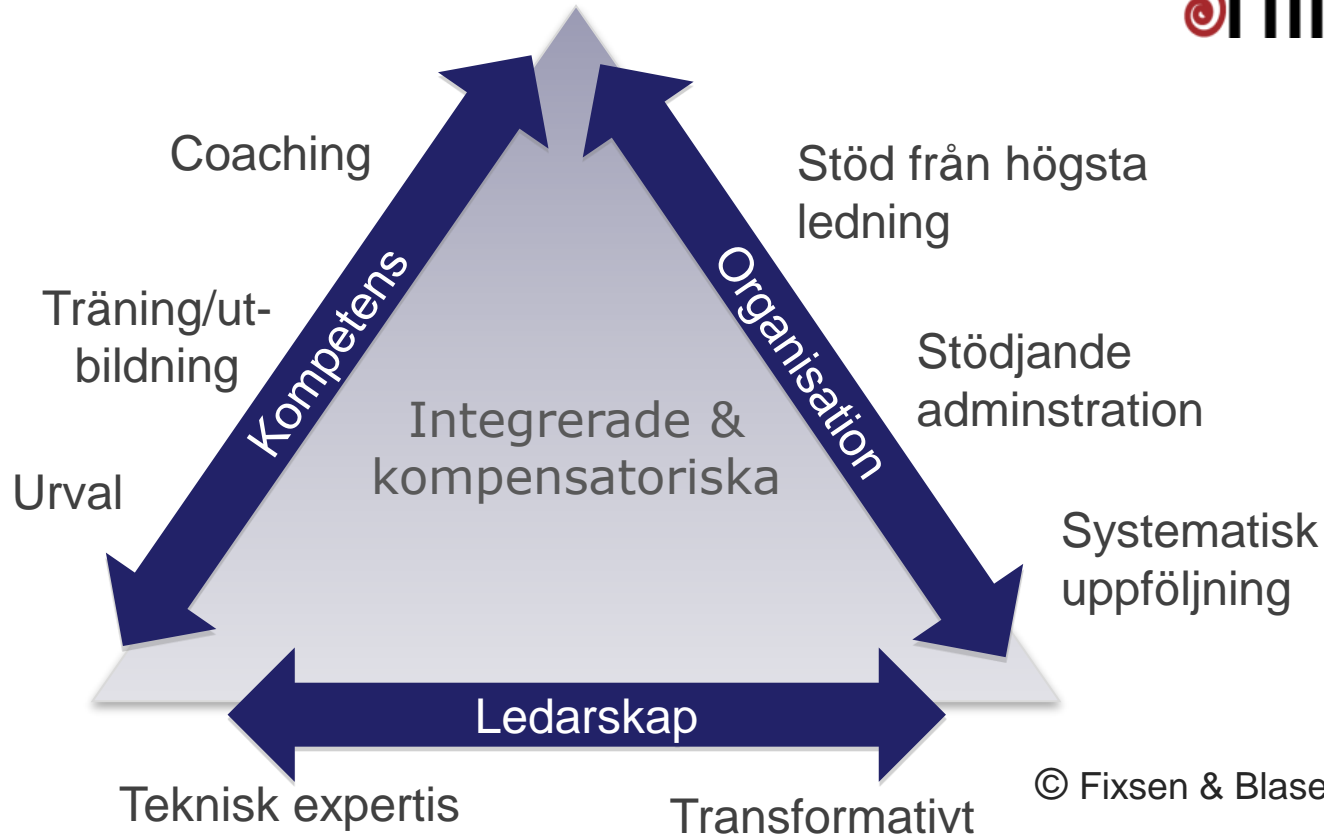 Coaching
Stöd från högsta
ledning
Kompetens
Organisation
Träning/ut-
bildning
Stödjande
adminstration
Integrerade &
kompensatoriska
Urval
Systematisk
uppföljning
Ledarskap
Teknisk expertis
Transformativt
© Fixsen & Blase